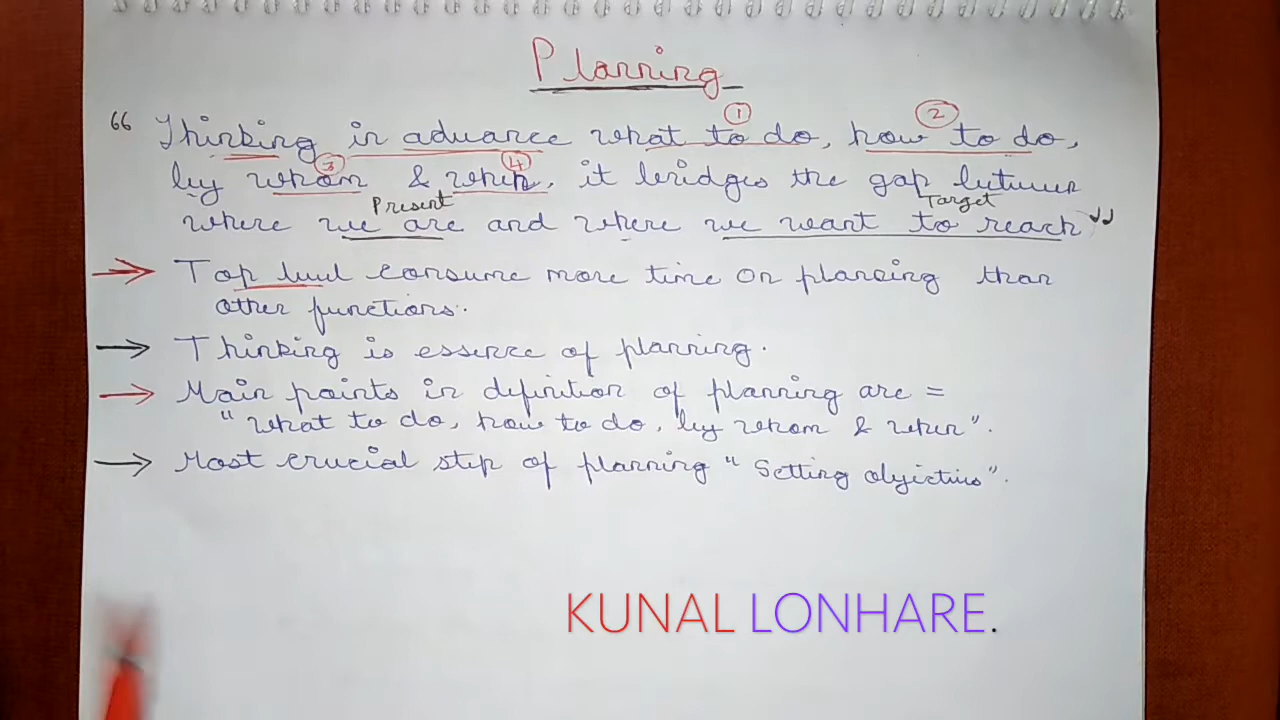 Planning
① ②
“ Thinking in advance what to do, how to do,
③ ④
by whom & when, it bridges the gap between
Present Target
where we are and where we want to reach”
→ Top level consume more time on planning than
other functions.
→ Thinking is essence of planning.
→ Main points in definition of planning are =
“what to do, how to do, by whom & when”.
→ Most crucial step of planning “Setting objectives”.
KUNAL LONHARE.